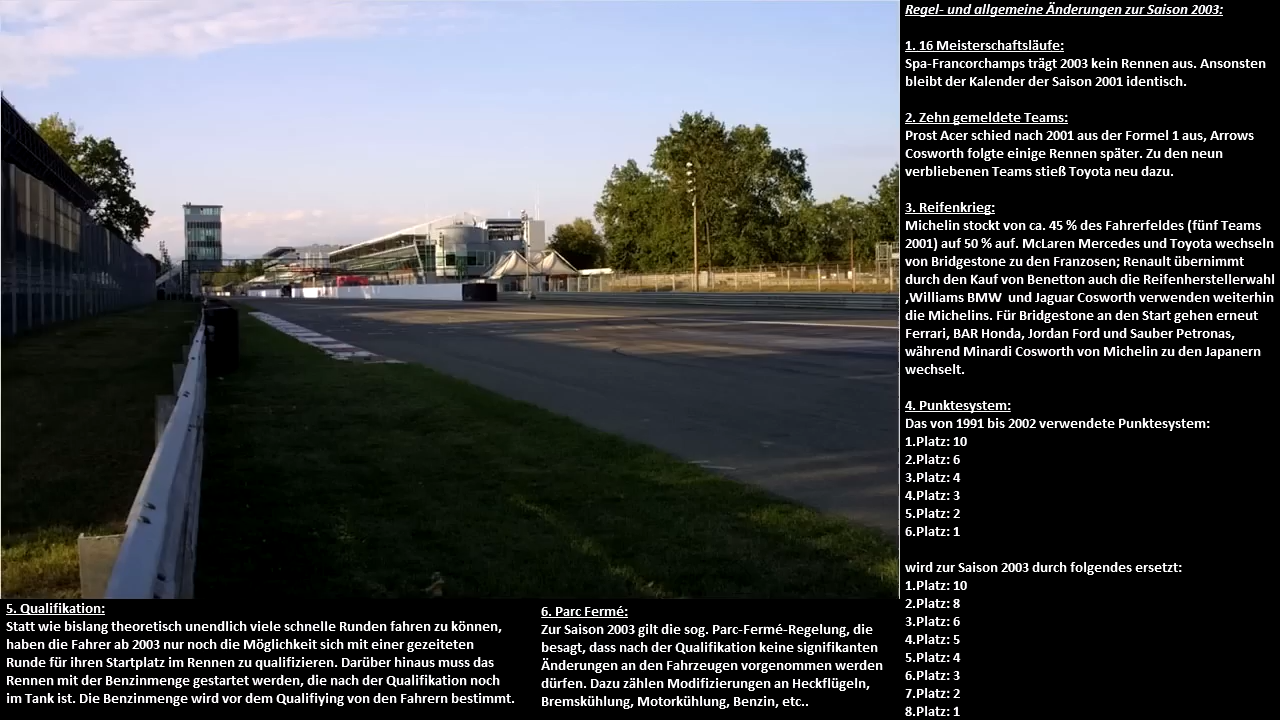 Regel- und allgemeine Änderungen zur Saison 2003:
1. 16 Meisterschaftsläufe:
Spa-Francorchamps trägt 2003 kein Rennen aus. Ansonsten
bleibt der Kalender der Saison 2001 identisch.
2. Zehn gemeldete Teams:
Prost Acer schied nach 2001 aus der Formel 1 aus, Arrows
Cosworth folgte einige Rennen später. Zu den neun
verbliebenen Teams stieß Toyota neu dazu.
3. Reifenkrieg:
Michelin stockt von ca. 45 % des Fahrerfeldes (fünf Teams
2001) auf 50 % auf. McLaren Mercedes und Toyota wechseln
von Bridgestone zu den Franzosen; Renault übernimmt
durch den Kauf von Benetton auch die Reifenherstellerwahl
,Williams BMW  und Jaguar Cosworth verwenden weiterhin
die Michelins. Für Bridgestone an den Start gehen erneut
Ferrari, BAR Honda, Jordan Ford und Sauber Petronas,
während Minardi Cosworth von Michelin zu den Japanern
wechselt.
4. Punktesystem:
Das von 1991 bis 2002 verwendete Punktesystem:
1.Platz: 10
2.Platz: 6
3.Platz: 4
4.Platz: 3
5.Platz: 2
6.Platz: 1
wird zur Saison 2003 durch folgendes ersetzt:
1.Platz: 10
2.Platz: 8
3.Platz: 6
4.Platz: 5
5.Platz: 4
6.Platz: 3
7.Platz: 2
8.Platz: 1
5. Qualifikation:
Statt wie bislang theoretisch unendlich viele schnelle Runden fahren zu können,
haben die Fahrer ab 2003 nur noch die Möglichkeit sich mit einer gezeiteten
Runde für ihren Startplatz im Rennen zu qualifizieren. Darüber hinaus muss das
Rennen mit der Benzinmenge gestartet werden, die nach der Qualifikation noch
im Tank ist. Die Benzinmenge wird vor dem Qualifiying von den Fahrern bestimmt.
6. Parc Fermé:
Zur Saison 2003 gilt die sog. Parc-Fermé-Regelung, die
besagt, dass nach der Qualifikation keine signifikanten
Änderungen an den Fahrzeugen vorgenommen werden
dürfen. Dazu zählen Modifizierungen an Heckflügeln,
Bremskühlung, Motorkühlung, Benzin, etc..